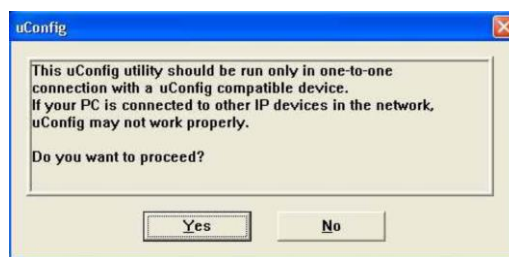 uConfig
This uConfig utility should be run only in one-to-one
connection with a uConfig compatible device.
If your PC is connected to other IP devices in the network,
uConfig may not work properly.
Do you want to proceed?
Yes No